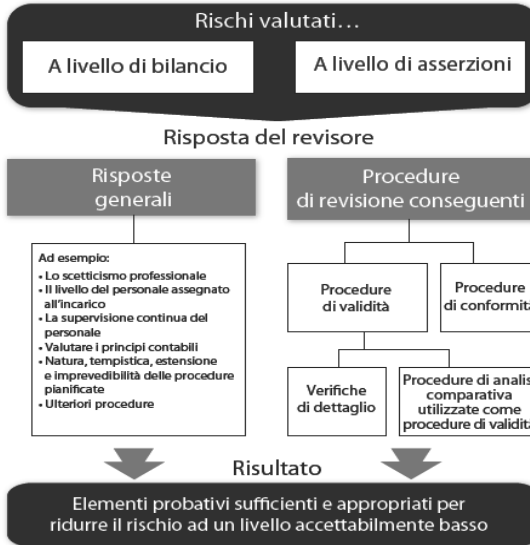 Rischi valutati...
A livello di bilancio
A livello di asserzioni
Risposta del revisore
Risposte
generali
Ad esempio:
• Lo scetticismo professionale
• Il livello del personale assegnato
all'incarico
• La supervisione continua del
personale
• Valutare i principi contabili
• Natura, tempistica, estensione
e imprevedibilità delle procedure
pianificate
• Ulteriori procedure
Procedure
di revisione conseguenti
Procedure
di validità
Procedure
di conformità
Verifiche
di dettaglio
Procedure di analis
comparativa
utilizzate come
procedure di validità
Risultato
Elementi probativi sufficienti e appropriati per
ridurre il rischio ad un livello accettabilmente basso